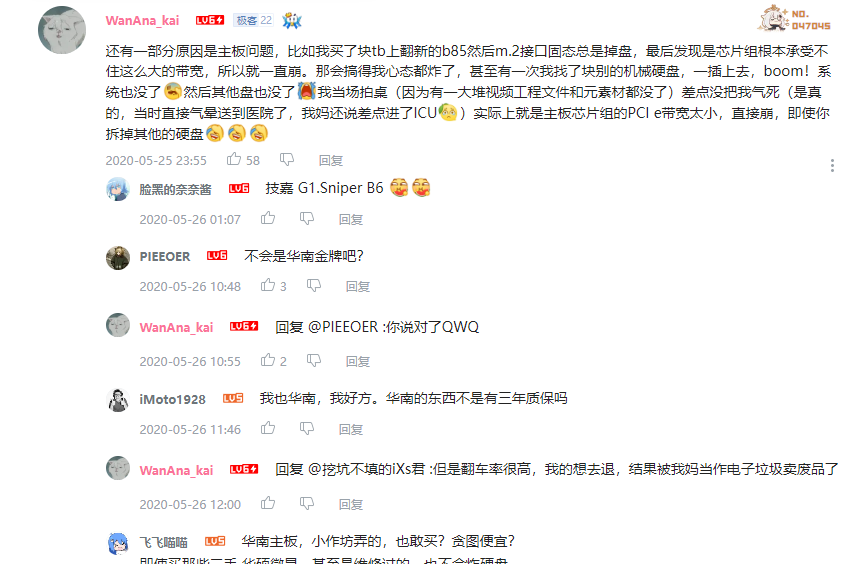 WanAna_kai LV6 极客 22 NO. 047045
还有一部分原因是主板问题，比如我买了块tb上翻新的b85然后m.2接口固态总是掉盘，最后发现是芯片组根本承受不
住这么大的带宽，所以就一直崩。那会搞得我心态都炸了，甚至有一次我找了块别的机械硬盘，一插上去，boom！系
统也没了然后其他盘也没了我当场拍桌（因为有一大堆视频工程文件和元素材都没了）差点没把我气死（是真
的，当时直接气晕送到医院了，我妈还说差点进了ICU）实际上就是主板芯片组的PCI e带宽太小，直接崩，即使你
拆掉其他的硬盘
2020-05-25 23:55 58 回复
脸黑的奈奈酱 LV6 技嘉 G1.Sniper B6
2020-05-26 01:07 回复
PIEEOER LV6 不会是华南金牌吧？
2020-05-26 10:48 3 回复
WanAna_kai LV6 回复 @PIEEOER :你说对了QWQ
2020-05-26 10:55 2 回复
iMoto1928 LV5 我也华南，我好方。华南的东西不是有三年质保吗
2020-05-26 11:46 回复
WanAna_kai LV6 回复 @挖坑不填的iXs君 :但是翻车率很高，我的想去退，结果被我妈当作电子垃圾卖废品了
2020-05-26 12:00 回复
飞飞喵喵 LV5 华南主板，小作坊弄的，也敢买？贪图便宜？